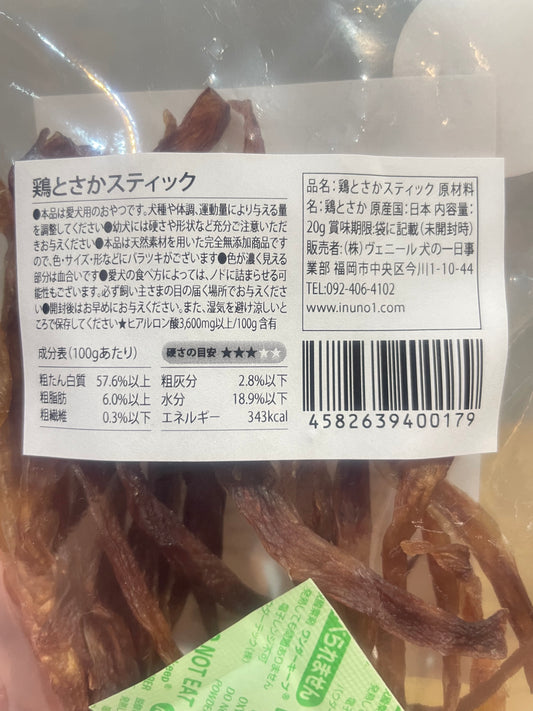 鶏とさかスティック
●本品は愛犬用のおやつです。犬種や体調、運動量により与える量
を調整してください●幼犬には硬さや形状など充分ご注意いただ
きお与えください●本品は天然素材を用いた完全無添加商品です
ので、色・サイズ・形などにバラツキがございます●色が濃く見える
部分は血合いです●愛犬の食べ方によっては、ノドに詰まらせる可
能性もございます。必ず飼い主さまの目の届く場所でお与えくださ
い●開封後はお早めにお与えください。また、湿気を避け涼しいと
ころで保存してください★ヒアルロン酸3,600mg以上/100g含有
成分表(100gあたり)
硬さの目安 ★★★★★
粗たん白質 57.6%以上
粗脂肪 6.0%以上
粗繊維 0.3%以下
粗灰分 2.8%以下
水分 18.9%以下
エネルギー 343kcal
品名:鶏とさかスティック 原材料
名:鶏とさか 原産国:日本 内容量:
20g 賞味期限:袋に記載(未開封時)
販売者:(株)ヴェニール 犬の一日事
業部 福岡市中央区今川1-10-44
TEL:092-406-4102
www.inuno1.com
4582639400179
べられません
NOT EAT